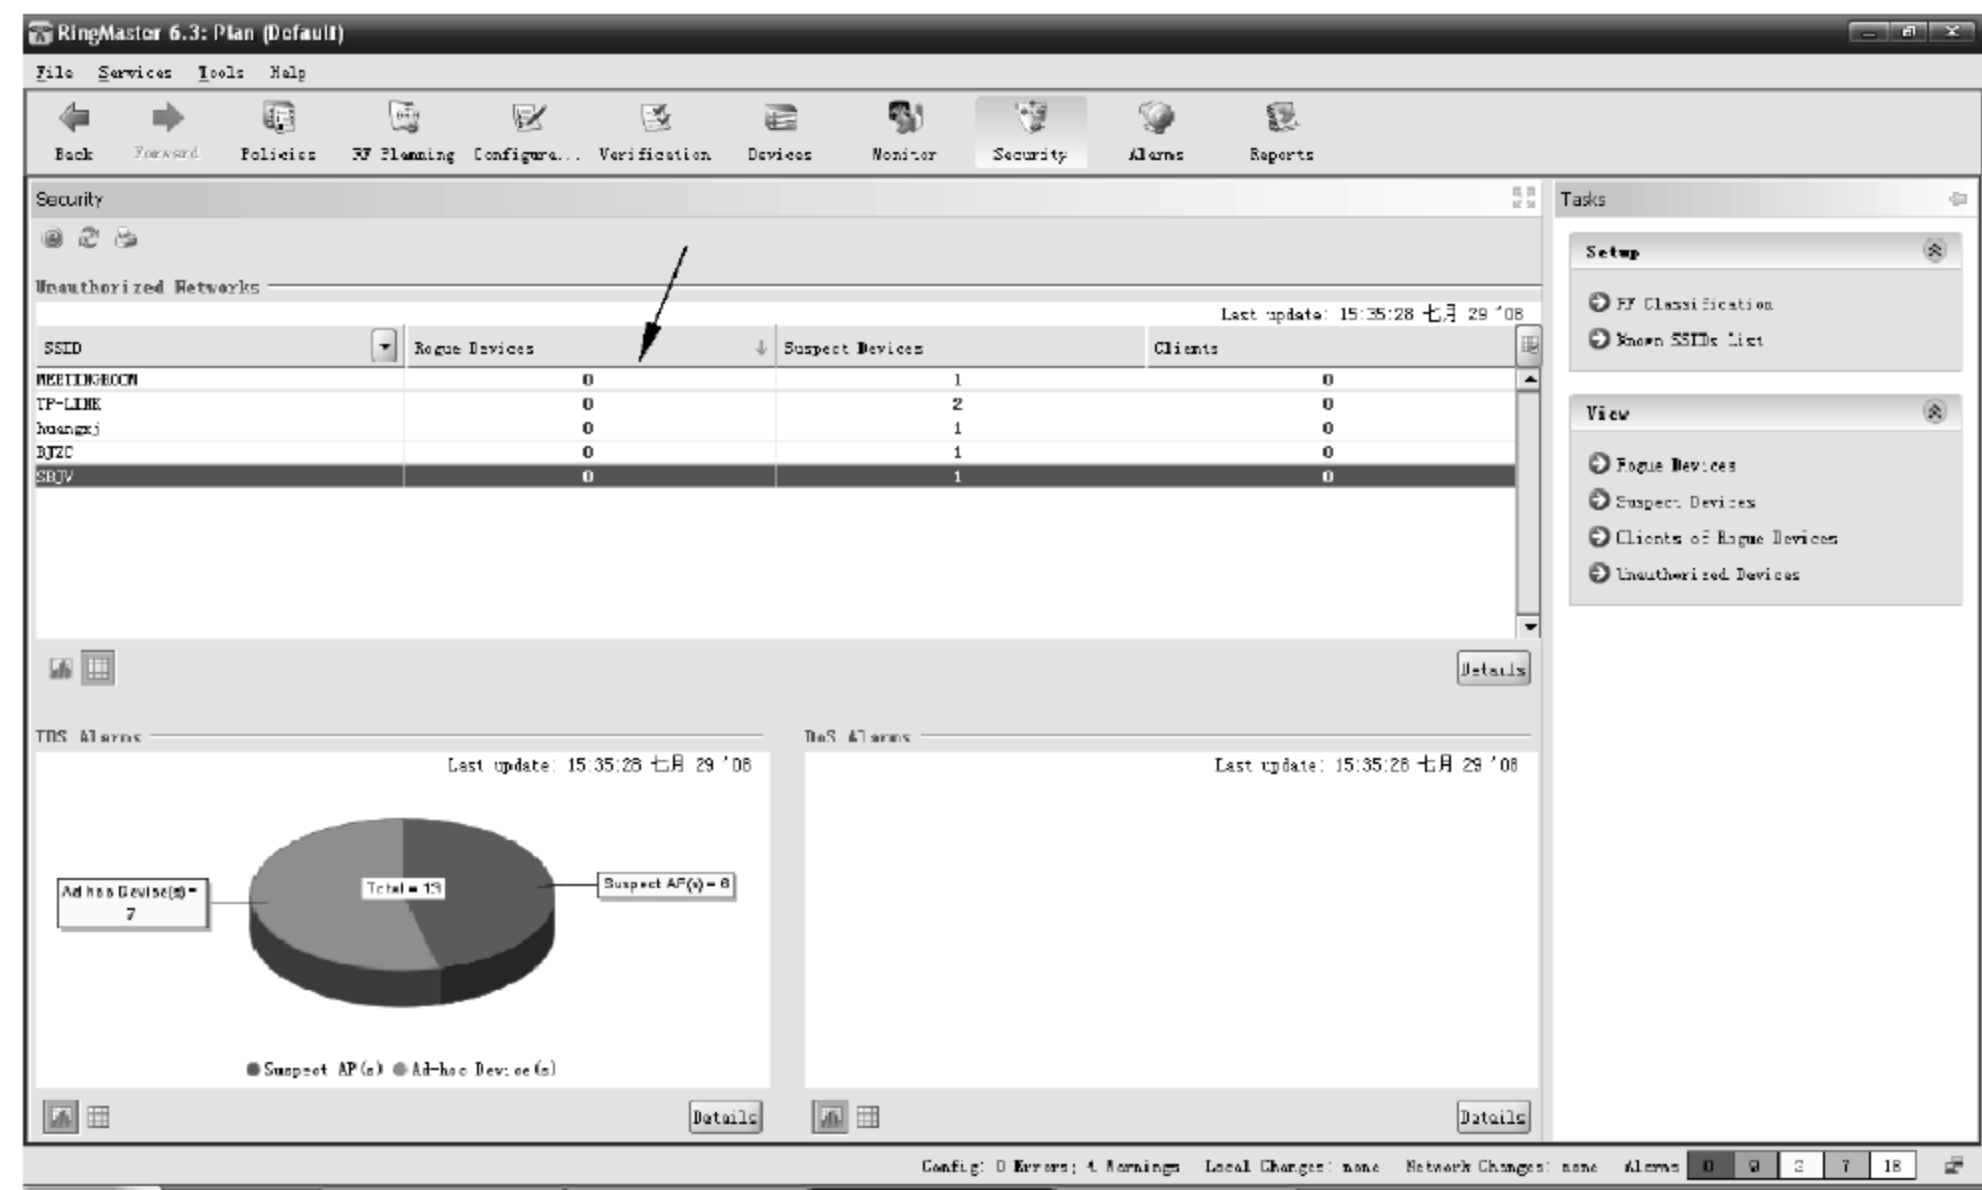 RingMaster 6.3: Plan (Default)
File Services Tools Help
Back Forward Policies RF Planning Configura... Verification Devices Monitor Security Alarms Reports
Security
Tasks
Setup
Unauthorized Networks
RF Classification
Last update: 15:35:28 七月 29 '08
Known SSIDs List
SSID Rogue Devices Suspect Devices Clients
MEETINGROOM 0 1 0
TP-LINK 0 2 0
View
huangxj 0 1 0
BJZC 0 1 0
Rogue Devices
SBJV 0 1 0
Suspect Devices
Clients of Rogue Devices
Unauthorized Devices
Details
IDS Alarms
DoS Alarms
Last update: 15:35:28 七月 29 '08
Last update: 15:35:28 七月 29 '08
Ad-hoc Device(s) =
7
Total = 13
Suspect AP(s) = 6
Suspect AP(s) Ad-hoc Device(s)
Details
Details
Config: 0 Errors; 4 Warnings Local Changes: none Network Changes: none Alarms 0 7 18